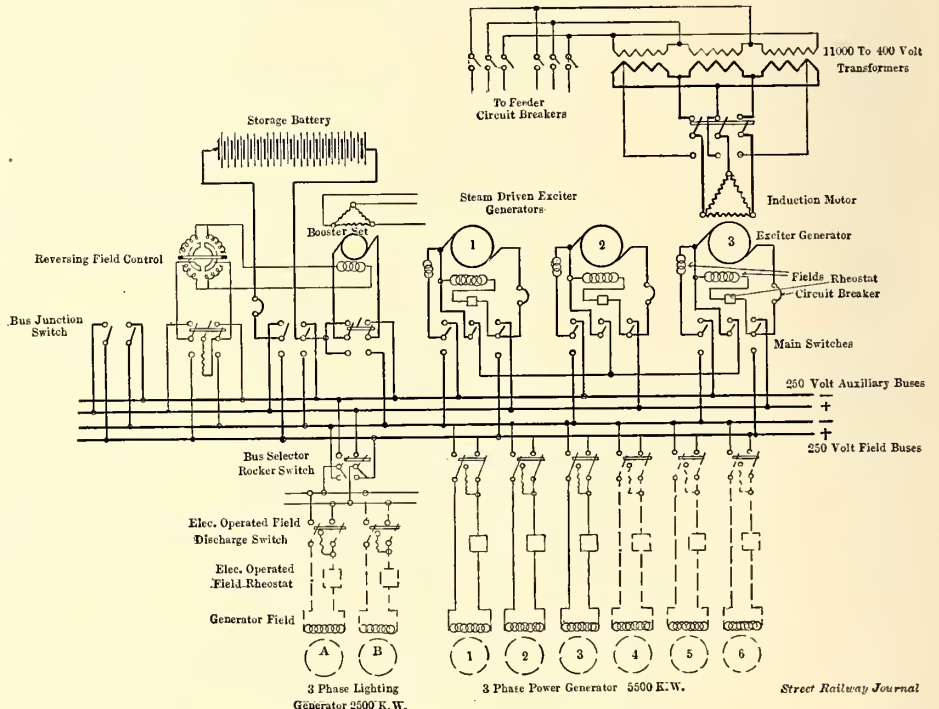 11000 To 400 Volt
Transformers
To Feeder
Circuit Breakers
Storage Battery
Induction Motor
Steam Driven Exciter
Generators
Booster Set
1
2
3
Exciter Generator
Reversing Field Control
Fields
Rheostat
Circuit Breaker
Bus Junction
Switch
Main Switches
250 Volt Auxiliary Buses
−
+
−
+
250 Volt Field Buses
Bus Selector
Rocker Switch
Elec. Operated Field
Discharge Switch
Elec. Operated
Field-Rheostat
Generator Field
A
B
1
2
3
4
5
6
3 Phase Lighting
Generator 2500 K.W.
3 Phase Power Generator 5500 K.W.
Street Railway Journal